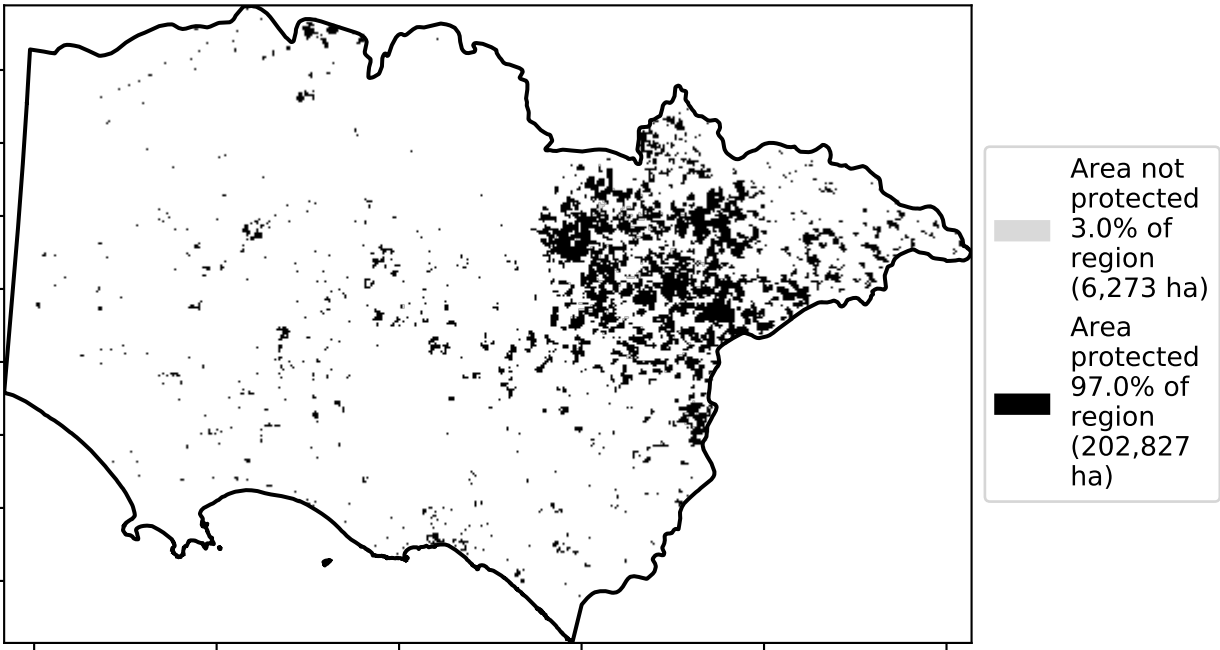 Area not
protected
3.0% of
region
(6,273 ha)
Area
protected
97.0% of
region
(202,827
ha)